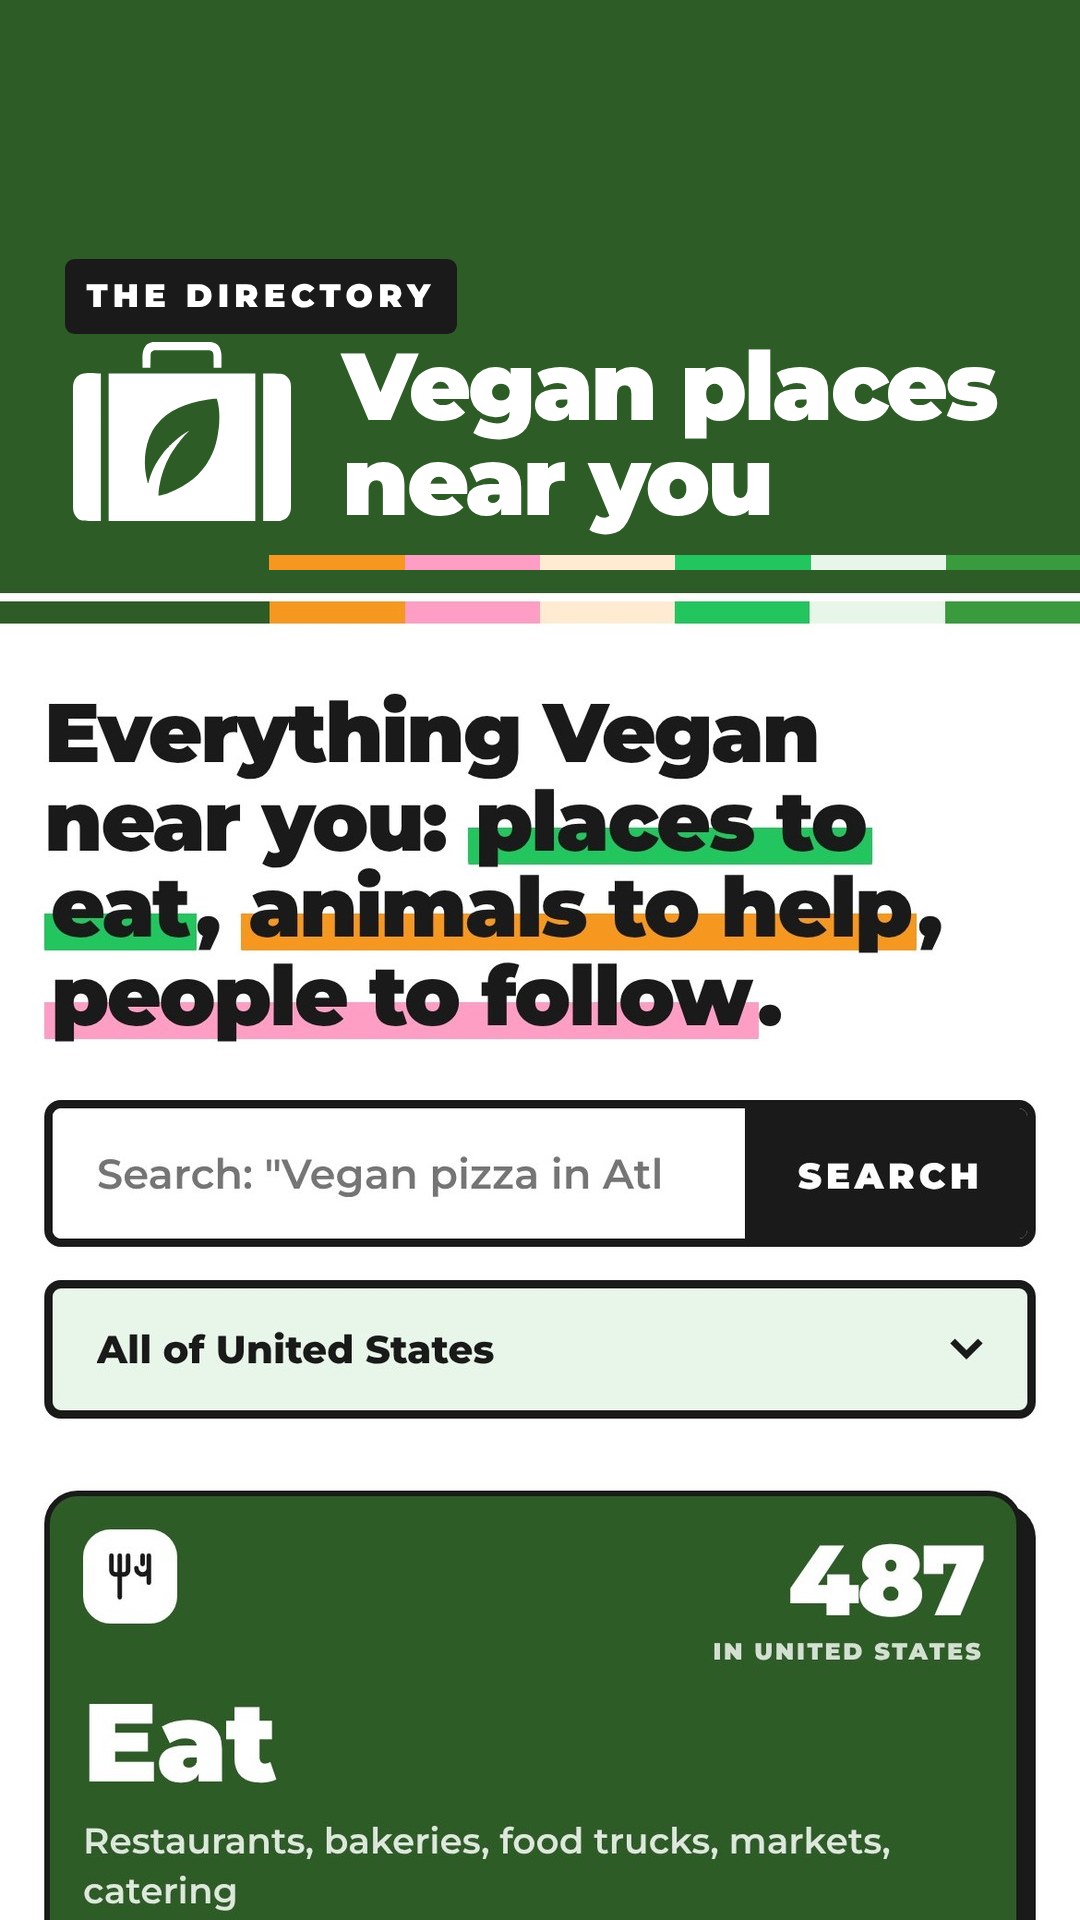 THE DIRECTORY
Vegan places
near you
Everything Vegan
near you: places to
eat, animals to help,
people to follow.
Search: "Vegan pizza in Atl
SEARCH
All of United States
487
IN UNITED STATES
Eat
Restaurants, bakeries, food trucks, markets,
catering